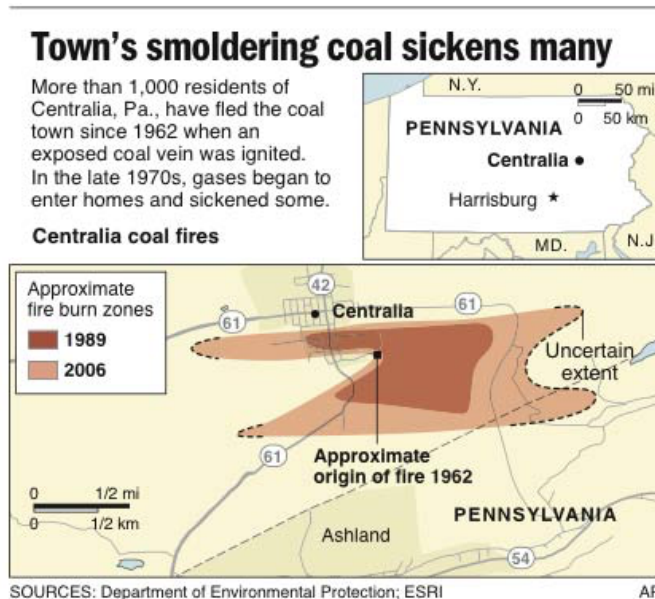 Town's smoldering coal sickens many
More than 1,000 residents of
Centralia, Pa., have fled the coal
town since 1962 when an
exposed coal vein was ignited.
In the late 1970s, gases began to
enter homes and sickened some.
Centralia coal fires
N.Y.
0 50 mi
0 50 km
PENNSYLVANIA
Centralia
Harrisburg
MD.
N.J.
Approximate
fire burn zones
1989
2006
42
61
Centralia
61
Uncertain
extent
61
Approximate
origin of fire 1962
0 1/2 mi
0 1/2 km
PENNSYLVANIA
Ashland
54
SOURCES: Department of Environmental Protection; ESRI
AP